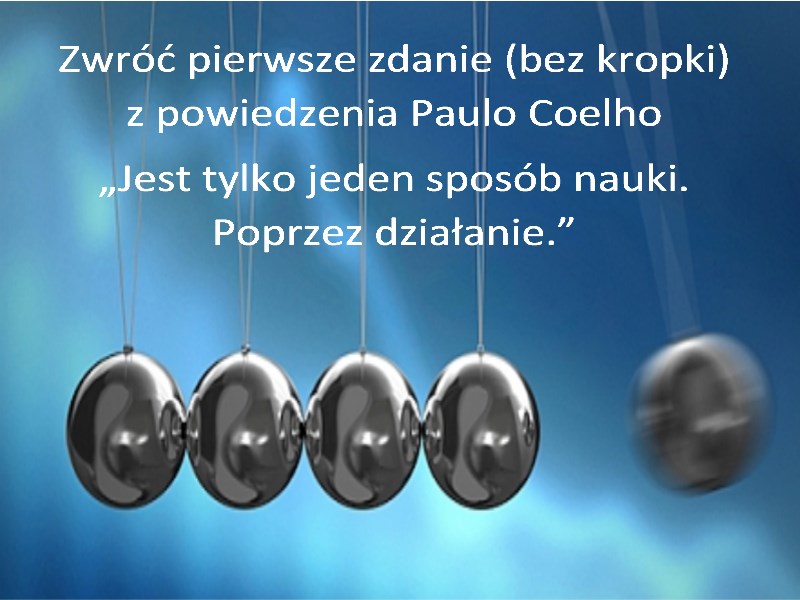 Zwróć pierwsze zdanie (bez kropki)
z powiedzenia Paulo Coelho
„Jest tylko jeden sposób nauki.
Poprzez działanie.”